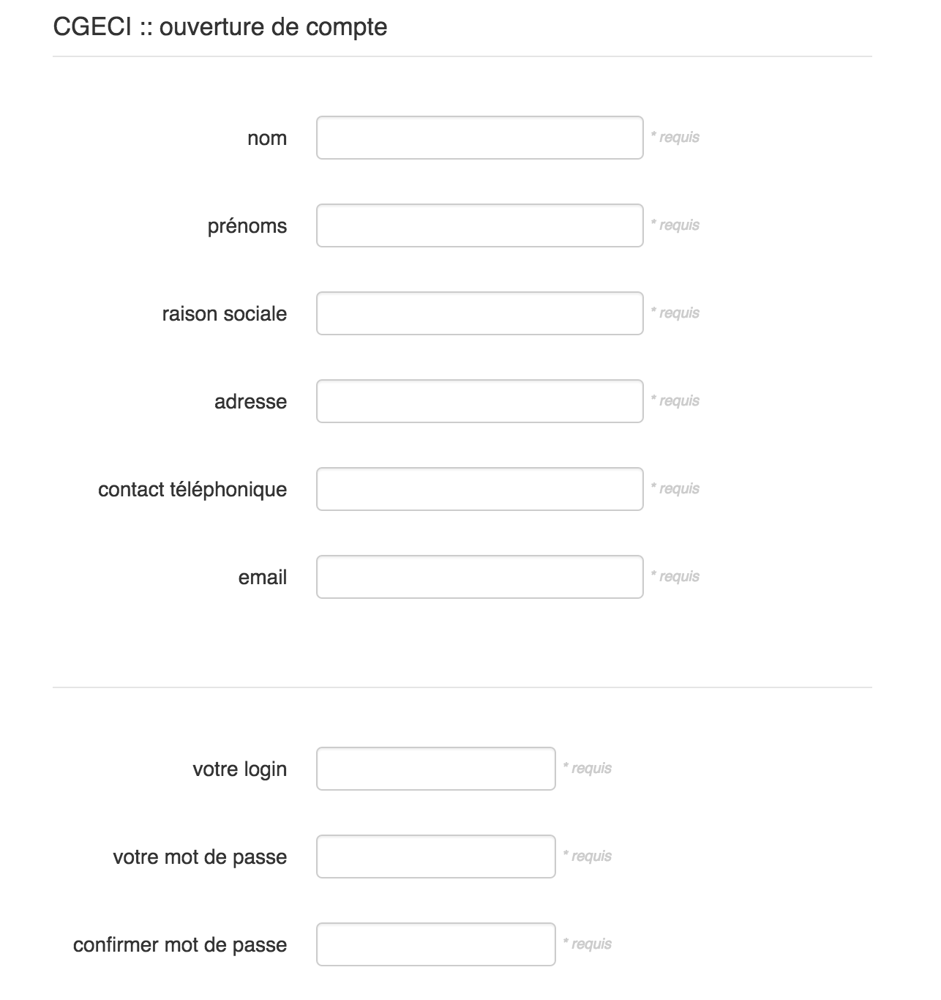 CGECI :: ouverture de compte
nom * requis
prénoms * requis
raison sociale * requis
adresse * requis
contact téléphonique * requis
email * requis
votre login * requis
votre mot de passe * requis
confirmer mot de passe * requis